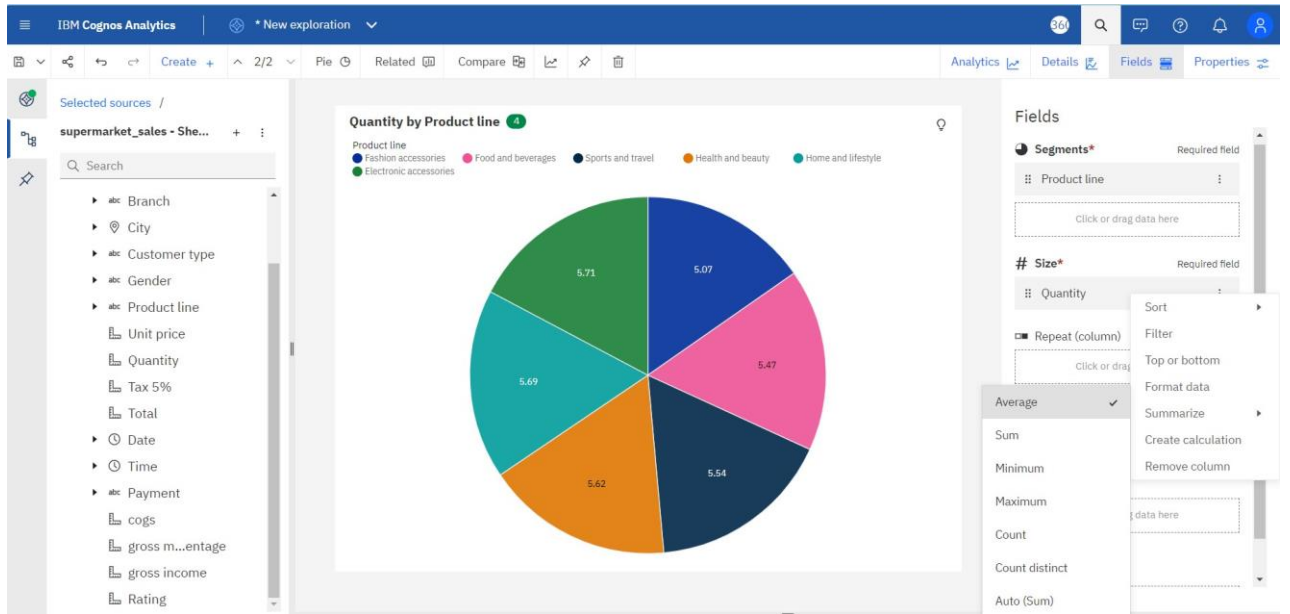 IBM Cognos Analytics
* New exploration
360
Create +
2/2
Pie
Related
Compare
Analytics
Details
Fields
Properties
Selected sources /
supermarket_sales - She...
Search
abc Branch
City
abc Customer type
abc Gender
abc Product line
Unit price
Quantity
Tax 5%
Total
Date
Time
abc Payment
cogs
gross m...entage
gross income
Rating
Quantity by Product line 4
Product line
Fashion accessories Food and beverages Sports and travel Health and beauty Home and lifestyle
Electronic accessories
5.71
5.07
5.69
5.47
5.62
5.54
Fields
Segments* Required field
Product line
Click or drag data here
# Size* Required field
Quantity
Repeat (column)
Click or drag
data here
Sort
Filter
Top or bottom
Format data
Summarize
Create calculation
Remove column
Average
Sum
Minimum
Maximum
Count
Count distinct
Auto (Sum)